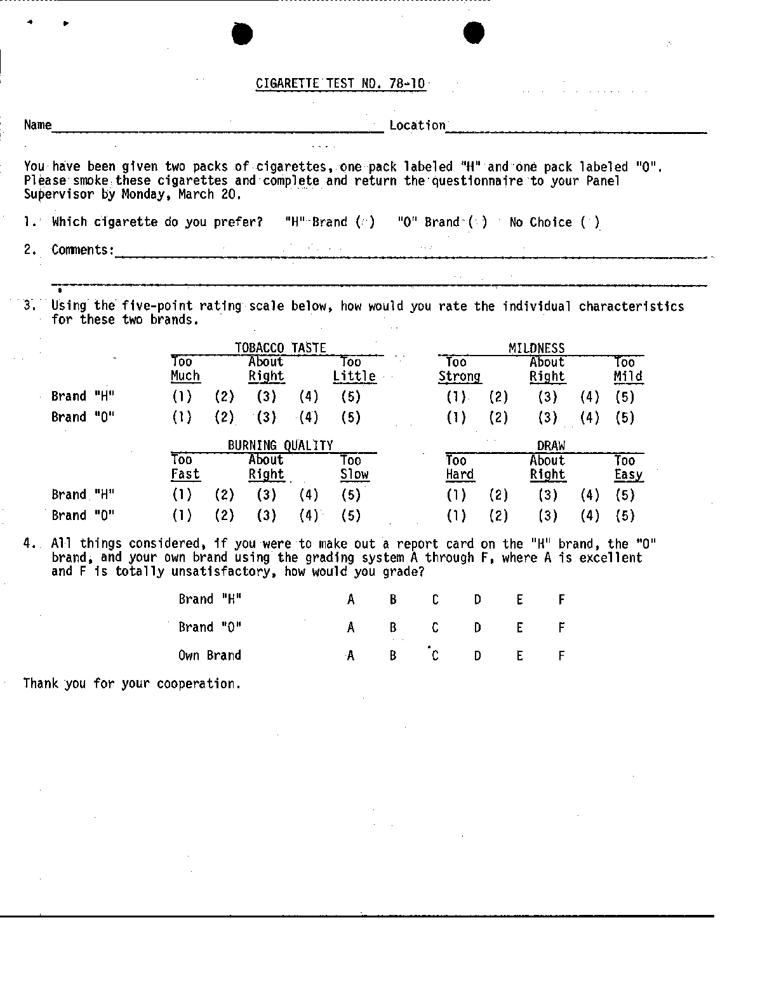 CIGARETTE TEST NO. 78-10
Name Location
You have been given two packs of cigarettes, one pack labeled "H" and one pack labeled "O".
Please smoke these cigarettes and complete and return the questionnaire to your Panel
Supervisor by Monday, March 20.
1. Which cigarette do you prefer? "H" Brand ( ) "O" Brand ( ) No Choice ( )
2. Comments:
3. Using the five-point rating scale below, how would you rate the individual characteristics
for these two brands.
TOBACCO TASTE MILDNESS
Too About Too Too About Too
Much Right Little Strong Right Mild
Brand "H" (1) (2) (3) (4) (5) (1) (2) (3) (4) (5)
Brand "O" (1) (2) (3) (4) (5) (1) (2) (3) (4) (5)
BURNING QUALITY DRAW
Too About Too Too About Too
Fast Right Slow Hard Right Easy
Brand "H" (1) (2) (3) (4) (5) (1) (2) (3) (4) (5)
Brand "O" (1) (2) (3) (4) (5) (1) (2) (3) (4) (5)
4. All things considered, if you were to make out a report card on the "H" brand, the "O"
brand, and your own brand using the grading system A through F, where A is excellent
and F is totally unsatisfactory, how would you grade?
Brand "H" A B C D E F
Brand "O" A B C D E F
Own Brand A B C D E F
Thank you for your cooperation.